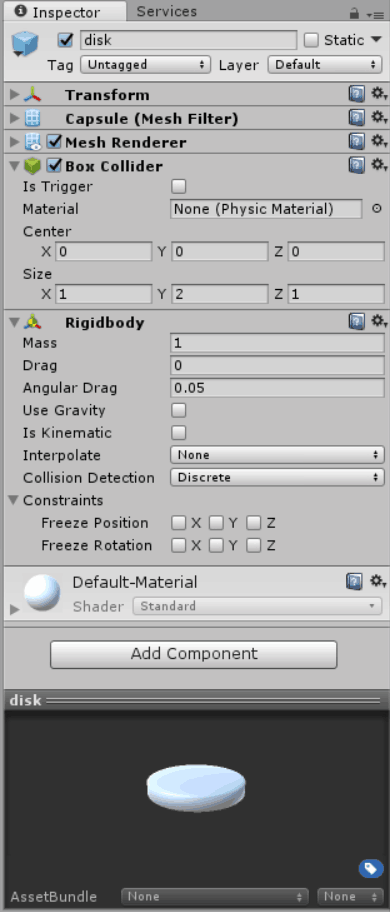 Inspector Services
disk Static
Tag Untagged Layer Default
Transform
Capsule (Mesh Filter)
Mesh Renderer
Box Collider
Is Trigger
Material None (Physic Material)
Center
X 0 Y 0 Z 0
Size
X 1 Y 2 Z 1
Rigidbody
Mass 1
Drag 0
Angular Drag 0.05
Use Gravity
Is Kinematic
Interpolate None
Collision Detection Discrete
Constraints
Freeze Position X Y Z
Freeze Rotation X Y Z
Default-Material
Shader Standard
Add Component
disk
AssetBundle None None